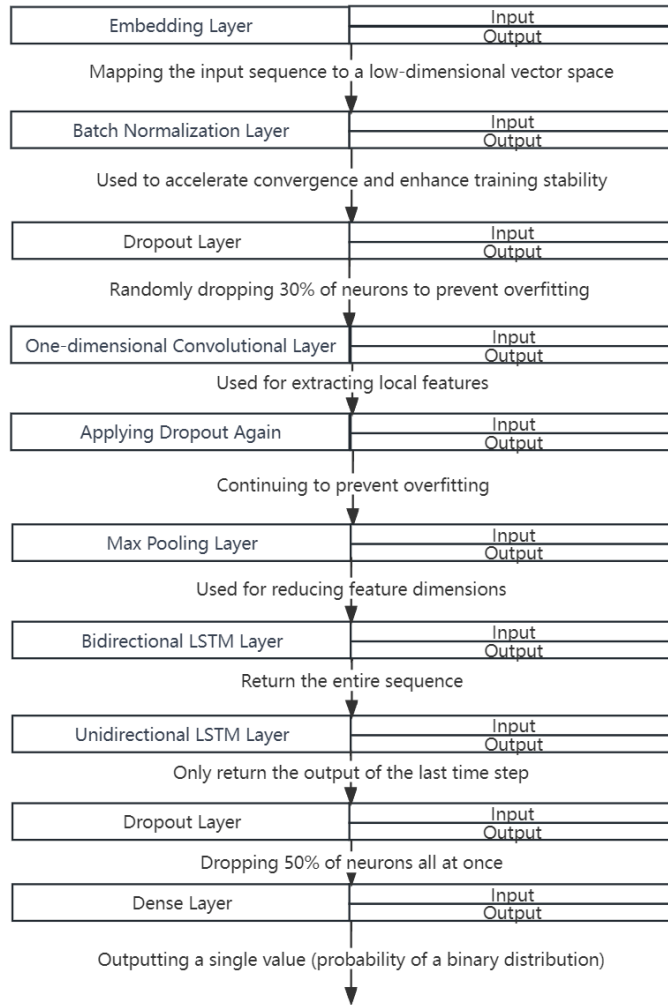 Embedding Layer
Input
Output
Mapping the input sequence to a low-dimensional vector space
Batch Normalization Layer
Input
Output
Used to accelerate convergence and enhance training stability
Dropout Layer
Input
Output
Randomly dropping 30% of neurons to prevent overfitting
One-dimensional Convolutional Layer
Input
Output
Used for extracting local features
Applying Dropout Again
Input
Output
Continuing to prevent overfitting
Max Pooling Layer
Input
Output
Used for reducing feature dimensions
Bidirectional LSTM Layer
Input
Output
Return the entire sequence
Unidirectional LSTM Layer
Input
Output
Only return the output of the last time step
Dropout Layer
Input
Output
Dropping 50% of neurons all at once
Dense Layer
Input
Output
Outputting a single value (probability of a binary distribution)